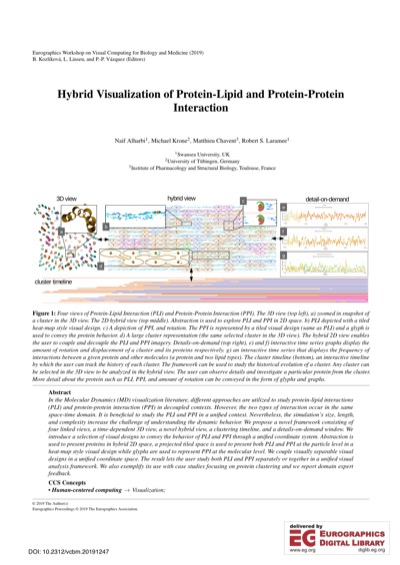 Eurographics Workshop on Visual Computing for Biology and Medicine (2019)
B. Kozlíková, L. Linsen, and P.-P. Vázquez (Editors)
Hybrid Visualization of Protein-Lipid and Protein-Protein
Interaction
Naif Alharbi1, Michael Krone2, Matthieu Chavent3, Robert S. Laramee1
1Swansea University, UK
2University of Tübingen, Germany
3Institute of Pharmacology and Structural Biology, Toulouse, France
3D view
hybrid view
detail-on-demand
cluster timeline
Figure 1: Four views of Protein-Lipid Interaction (PLI) and Protein-Protein Interaction (PPI). The 3D view (top left), a) zoomed in snapshot of
a cluster in the 3D view. The 2D hybrid view (top middle). Abstraction is used to explore PLI and PPI in 2D space. b) PLI depicted with a tiled
heat-map style visual design. c) A depiction of PPI, and rotation. The PPI is represented by a tiled visual design (same as PLI) and a glyph is
used to convey the protein behavior. d) A large cluster representation (the same selected cluster in the 3D view). The hybrid 2D view enables
the user to couple and decouple the PLI and PPI imagery. Details-on-demand (top right). e) and f) interactive time series graphs display the
amount of rotation and displacement of a cluster and its proteins respectively. g) an interactive time series that displays the frequency of
interactions between a given protein and other molecules (a protein and two lipid types). The cluster timeline (bottom), an interactive timeline
by which the user can track the history of each cluster. The framework can be used to study the historical evolution of a cluster. Any cluster can
be selected in the 3D view to be analyzed in the hybrid view. The user can observe details and investigate a particular protein from the cluster.
More detail about the protein such as PLI, PPI, and amount of rotation can be conveyed in the form of glyphs and graphs.
Abstract
In the Molecular Dynamics (MD) visualization literature, different approaches are utilized to study protein-lipid interactions
(PLI) and protein-protein interaction (PPI) in decoupled contexts. However, the two types of interaction occur in the same
space-time domain. It is beneficial to study the PLI and PPI in a unified context. Nevertheless, the simulation's size, length,
and complexity increase the challenge of understanding the dynamic behavior. We propose a novel framework consisting of
four linked views, a time-dependent 3D view, a novel hybrid view, a clustering timeline, and a details-on-demand window. We
introduce a selection of visual designs to convey the behavior of PLI and PPI through a unified coordinate system. Abstraction is
used to present proteins in hybrid 2D space, a projected tiled space is used to present both PLI and PPI at the particle level in a
heat-map style visual design while glyphs are used to represent PPI at the molecular level. We couple visually separable visual
designs in a unified coordinate space. The result lets the user study both PLI and PPI separately or together in a unified visual
analysis framework. We also exemplify its use with case studies focusing on protein clustering and we report domain expert
feedback.
CCS Concepts
• Human-centered computing → Visualization;
© 2019 The Author(s)
Eurographics Proceedings © 2019 The Eurographics Association.
DOI: 10.2312/vcbm.20191247
delivered by
EG EUROGRAPHICS
DIGITAL LIBRARY
www.eg.org
diglib.eg.org